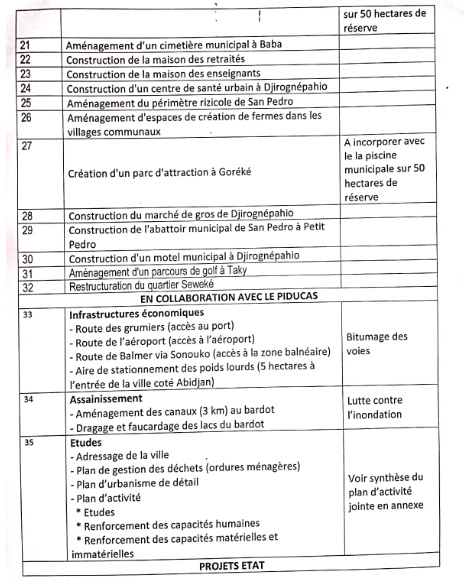 sur 50 hectares de
réserve
21 Aménagement d'un cimetière municipal à Baba
22 Construction de la maison des retraités
23 Construction de la maison des enseignants
24 Construction d'un centre de santé urbain à Djirognépahio
25 Aménagement du périmètre rizicole de San Pedro
26 Aménagement d'espaces de création de fermes dans les
villages communaux
27 Création d'un parc d'attraction à Goréké
A incorporer avec
le la piscine
municipale sur 50
hectares de
réserve
28 Construction du marché de gros de Djirognépahio
29 Construction de l'abattoir municipal de San Pedro à Petit
Pedro
30 Construction d'un motel municipal à Djirognépahio
31 Aménagement d'un parcours de golf à Taky
32 Restructuration du quartier Seweké
EN COLLABORATION AVEC LE PIDUCAS
33 Infrastructures économiques
- Route des grumiers (accès au port)
- Route de l'aéroport (accès à l'aéroport)
- Route de Balmer via Sonouko (accès à la zone balnéaire)
- Aire de stationnement des poids lourds (5 hectares à
l'entrée de la ville coté Abidjan)
Bitumage des
voies
34 Assainissement
- Aménagement des canaux (3 km) au bardot
- Dragage et faucardage des lacs du bardot
Lutte contre
l'inondation
35 Etudes
- Adressage de la ville
- Plan de gestion des déchets (ordures ménagères)
- Plan d'urbanisme de détail
- Plan d'activité
* Etudes
* Renforcement des capacités humaines
* Renforcement des capacités matérielles et
immatérielles
Voir synthèse du
plan d'activité
jointe en annexe
PROJETS ETAT